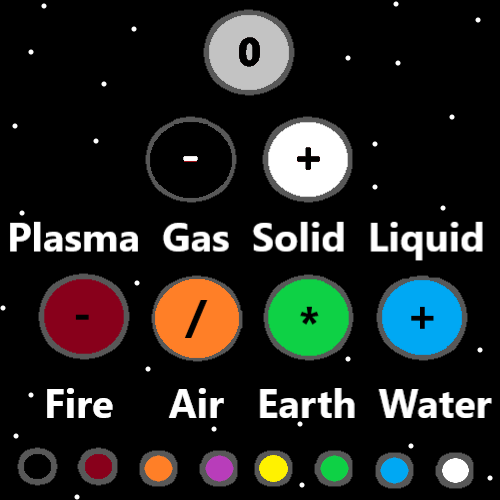 0
- +
Plasma Gas Solid Liquid
- / * +
Fire Air Earth Water